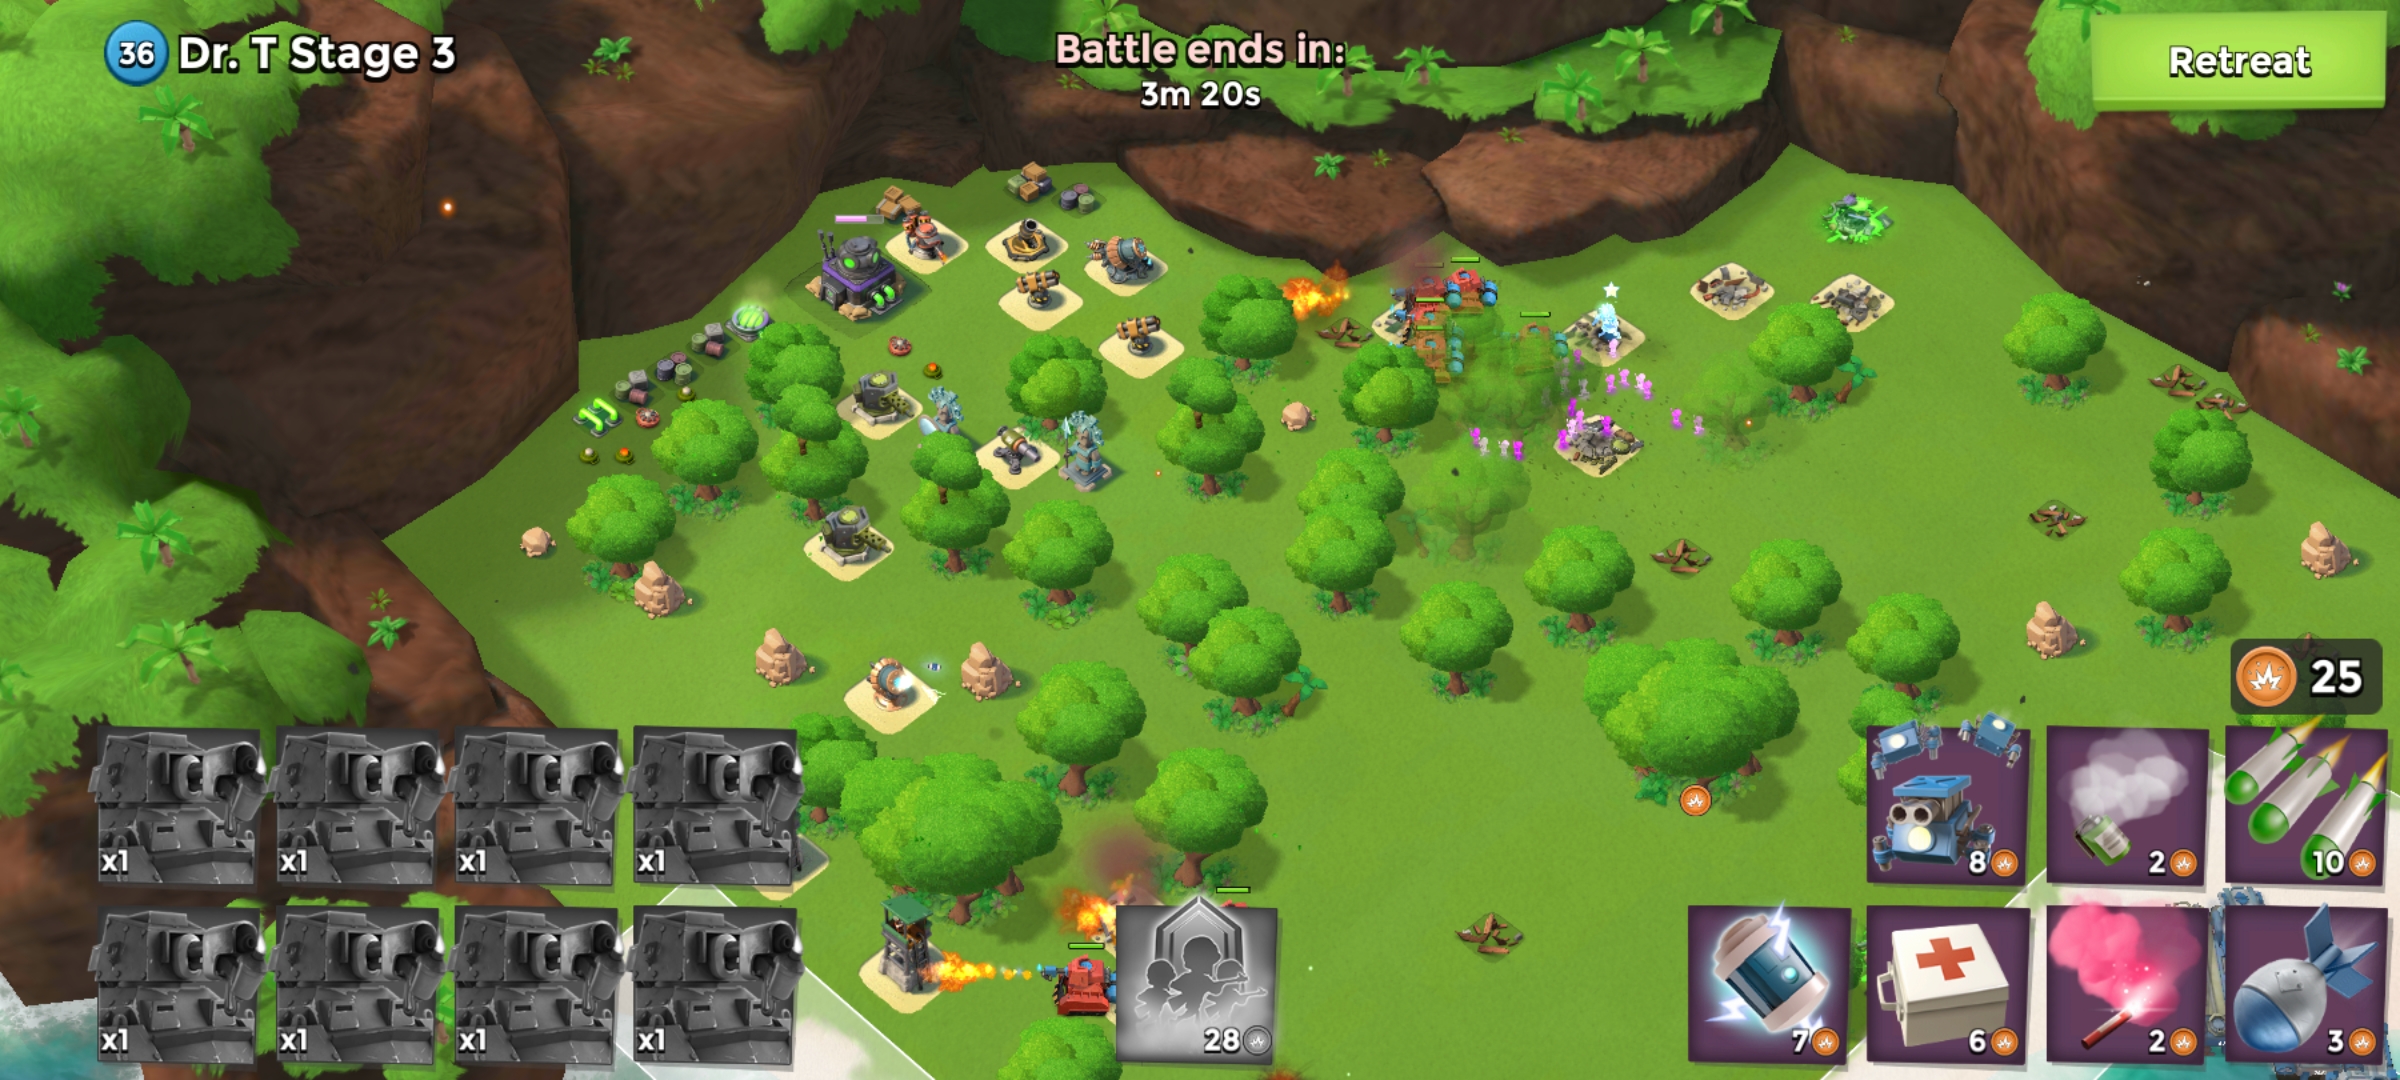 36 Dr. T Stage 3
Battle ends in:
3m 20s
Retreat
25
x1 x1 x1 x1
8 2 10
x1 x1 x1 x1
28
7 6 2 3